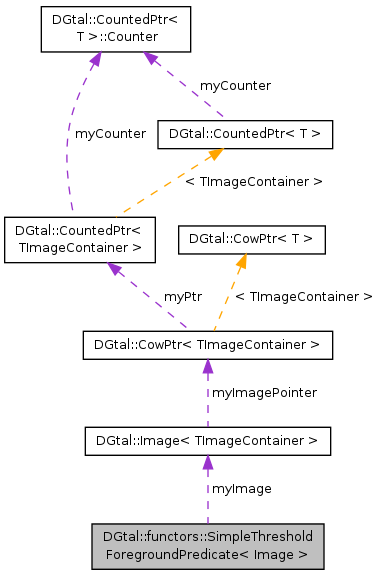 DGtal::CountedPtr<
T >::Counter
myCounter
DGtal::CountedPtr< T >
myCounter
< TImageContainer >
DGtal::CountedPtr<
TImageContainer >
DGtal::CowPtr< T >
myPtr
< TImageContainer >
DGtal::CowPtr< TImageContainer >
myImagePointer
DGtal::Image< TImageContainer >
myImage
DGtal::functors::SimpleThreshold
ForegroundPredicate< Image >